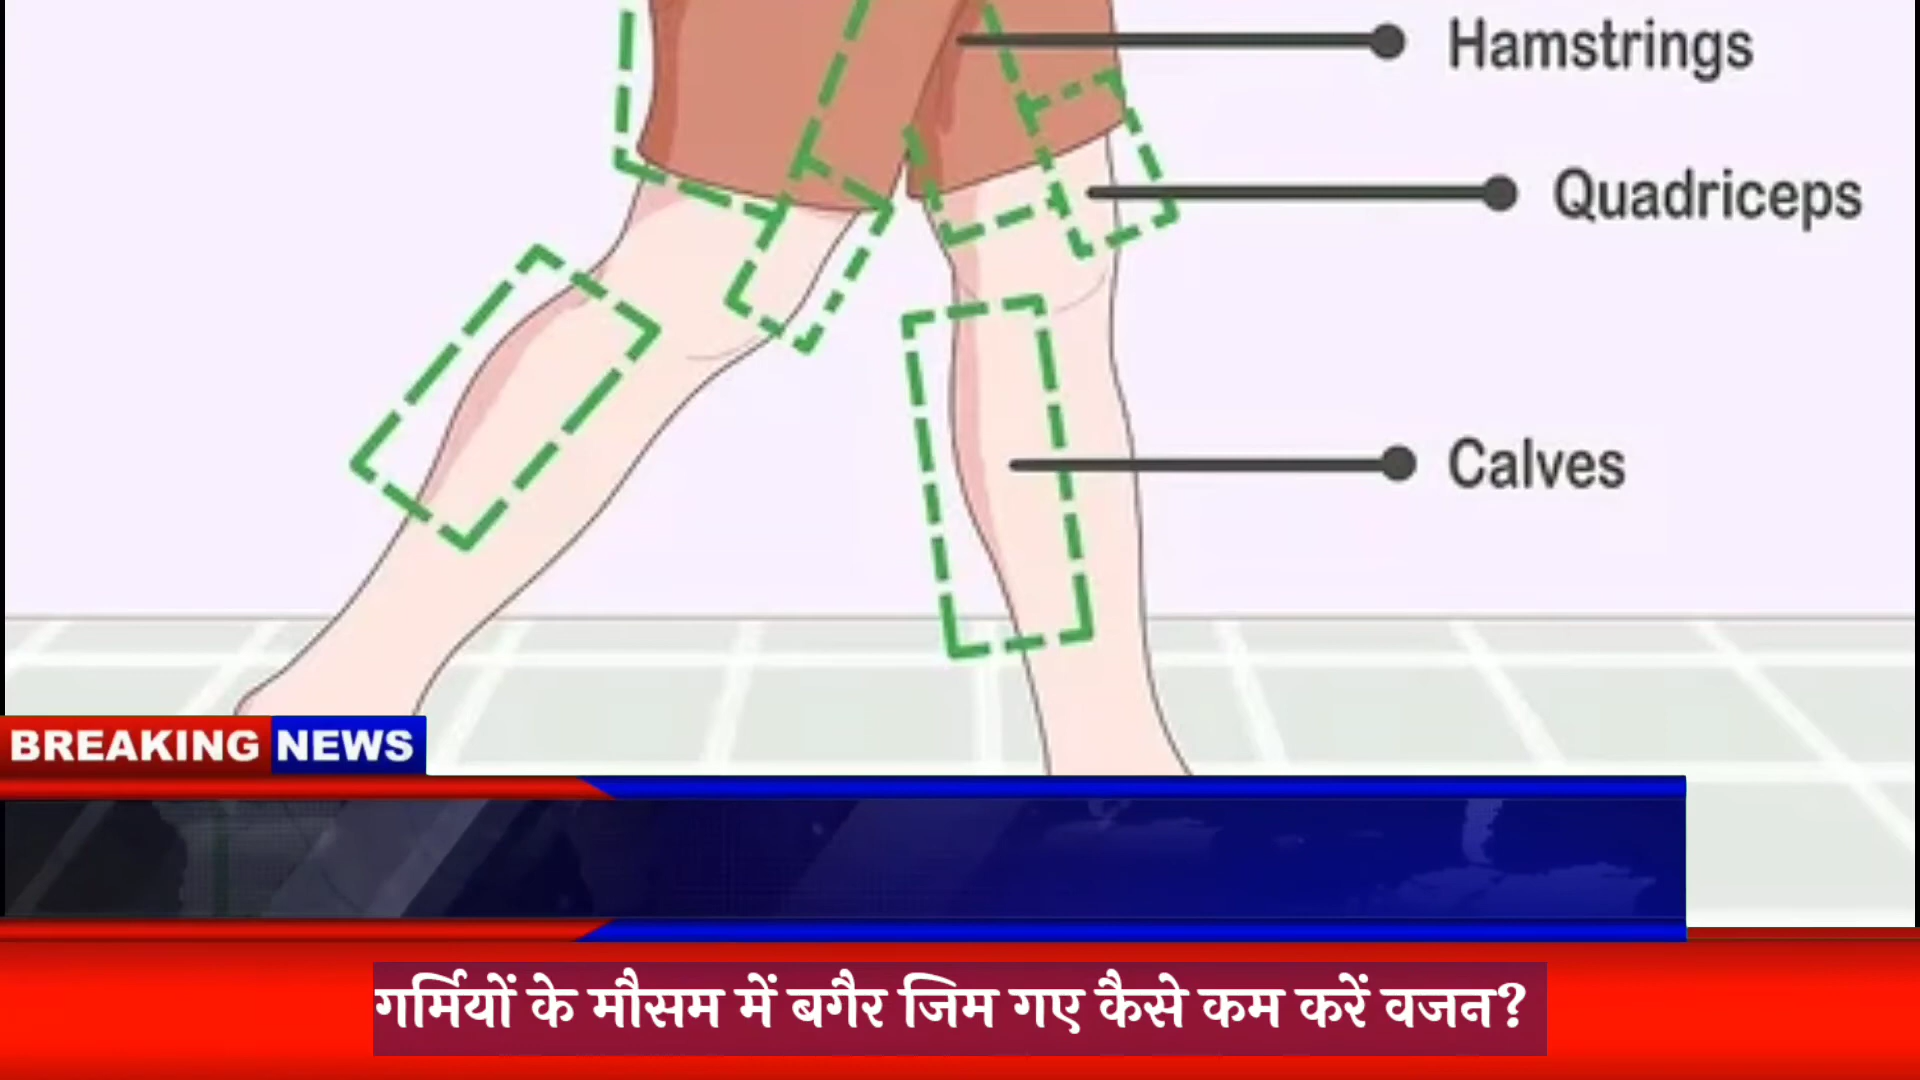 Hamstrings
Quadriceps
Calves
BREAKING NEWS
गर्मियों के मौसम में बगैर जिम गए कैसे कम करें वजन?